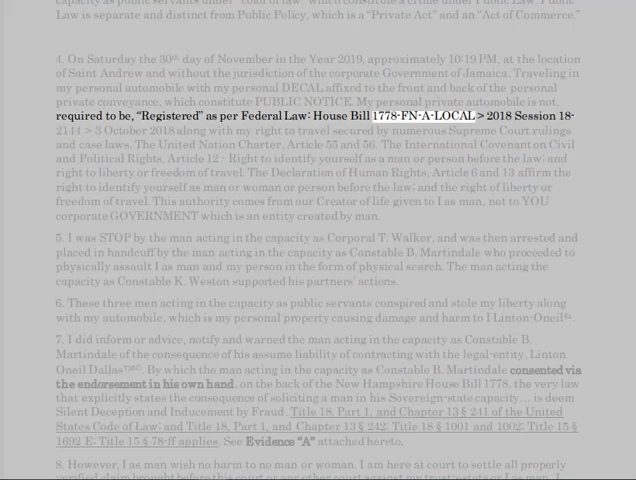 capacity as public servants under "color of law" which constitute a crime under Public Law. Public
Law is separate and distinct from Public Policy, which is a "Private Act" and an "Act of Commerce."
4. On Saturday the 30th day of November in the Year 2019, approximately 10:19 PM, at the location
of Saint Andrew and without the jurisdiction of the corporate Government of Jamaica. Traveling in
my personal automobile with my personal DECAL affixed to the front and back of the personal
private conveyance, which constitute PUBLIC NOTICE. My personal private automobile is not,
required to be, "Registered" as per Federal Law: House Bill 1778-FN-A-LOCAL > 2018 Session 18-
2144 > 3 October 2018 along with my right to travel secured by numerous Supreme Court rulings
and case laws. The United Nation Charter, Article 55 and 56. The International Covenant on Civil
and Political Rights, Article 12 - Right to identify yourself as a man or person before the law; and
right to liberty or freedom of travel. The Declaration of Human Rights, Article 6 and 13 affirm the
right to identify yourself as man or woman or person before the law; and the right of liberty or
freedom of travel. This authority comes from our Creator of life given to I as man, not to YOU
corporate GOVERNMENT which is an entity created by man.
5. I was STOP by the man acting in the capacity as Corporal T. Walker, and was then arrested and
placed in handcuff by the man acting in the capacity as Constable B. Martindale who proceeded to
physically assault I as man and my person in the form of physical search. The man acting the
capacity as Constable K. Weston supported his partners' actions.
6. These three men acting in the capacity as public servants conspired and stole my liberty along
with my automobile, which is my personal property causing damage and harm to I Linton-Oneil
7. I did inform or advice, notify and warned the man acting in the capacity as Constable B.
Martindale of the consequence of his assume liability of contracting with the legal-entity, Linton
Oneil Dallas™©. By which the man acting in the capacity as Constable B. Martindale consented via
the endorsement in his own hand, on the back of the New Hampshire House Bill 1778, the very law
that explicitly states the consequence of soliciting a man in his Sovereign-state capacity… is deem
Silent Deception and Inducement by Fraud. Title 18, Part 1, and Chapter 13 § 241 of the United
States Code of Law; and Title 18, Part 1, and Chapter 13 § 242; Title 18 § 1001 and 1002; Title 15 §
1692 E; Title 15 § 78-ff applies. See Evidence "A" attached hereto.
8. However, I as man wish no harm to no man or woman. I am here at court to settle all properly